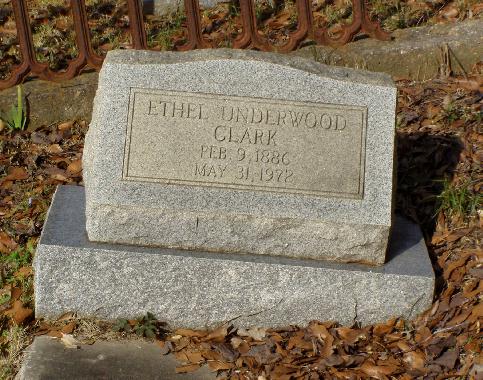 ETHEL UNDERWOOD
CLARK
FEB. 9, 1886
MAY 31, 1972